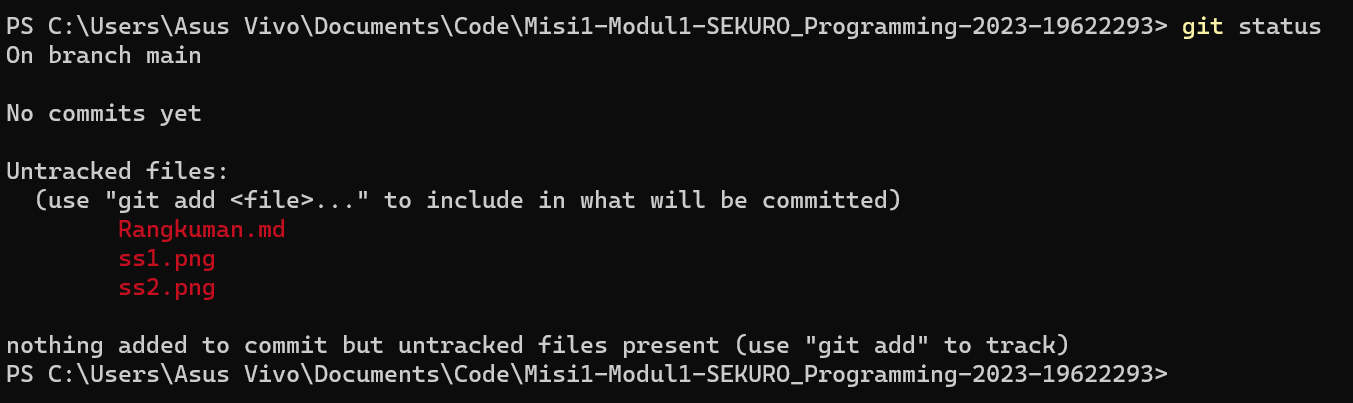 PS C:\Users\Asus Vivo\Documents\Code\Misi1-Modul1-SEKURO_Programming-2023-19622293> git status
On branch main
No commits yet
Untracked files:
  (use "git add <file>..." to include in what will be committed)
        Rangkuman.md
        ss1.png
        ss2.png
nothing added to commit but untracked files present (use "git add" to track)
PS C:\Users\Asus Vivo\Documents\Code\Misi1-Modul1-SEKURO_Programming-2023-19622293>